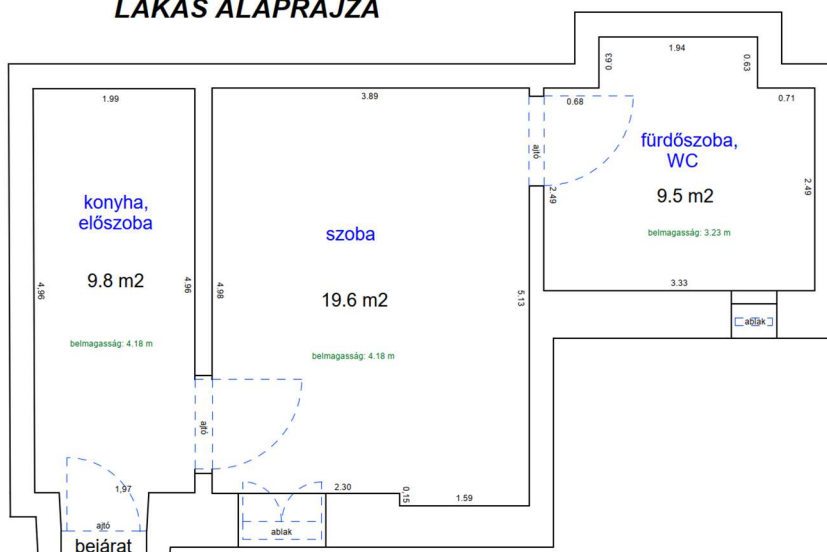 LAKÁS ALAPRAJZA
1.94
0.63
0.63
1.99
3.89
0.68
0.71
ajtó
fürdőszoba,
WC
9.5 m2
2.49
2.49
belmagasság: 3.23 m
3.33
ablak
konyha,
előszoba
9.8 m2
4.96
4.96
belmagasság: 4.18 m
szoba
19.6 m2
4.98
5.13
belmagasság: 4.18 m
ajtó
1,97
2.30
0.15
1.59
ajtó
ablak
bejárat